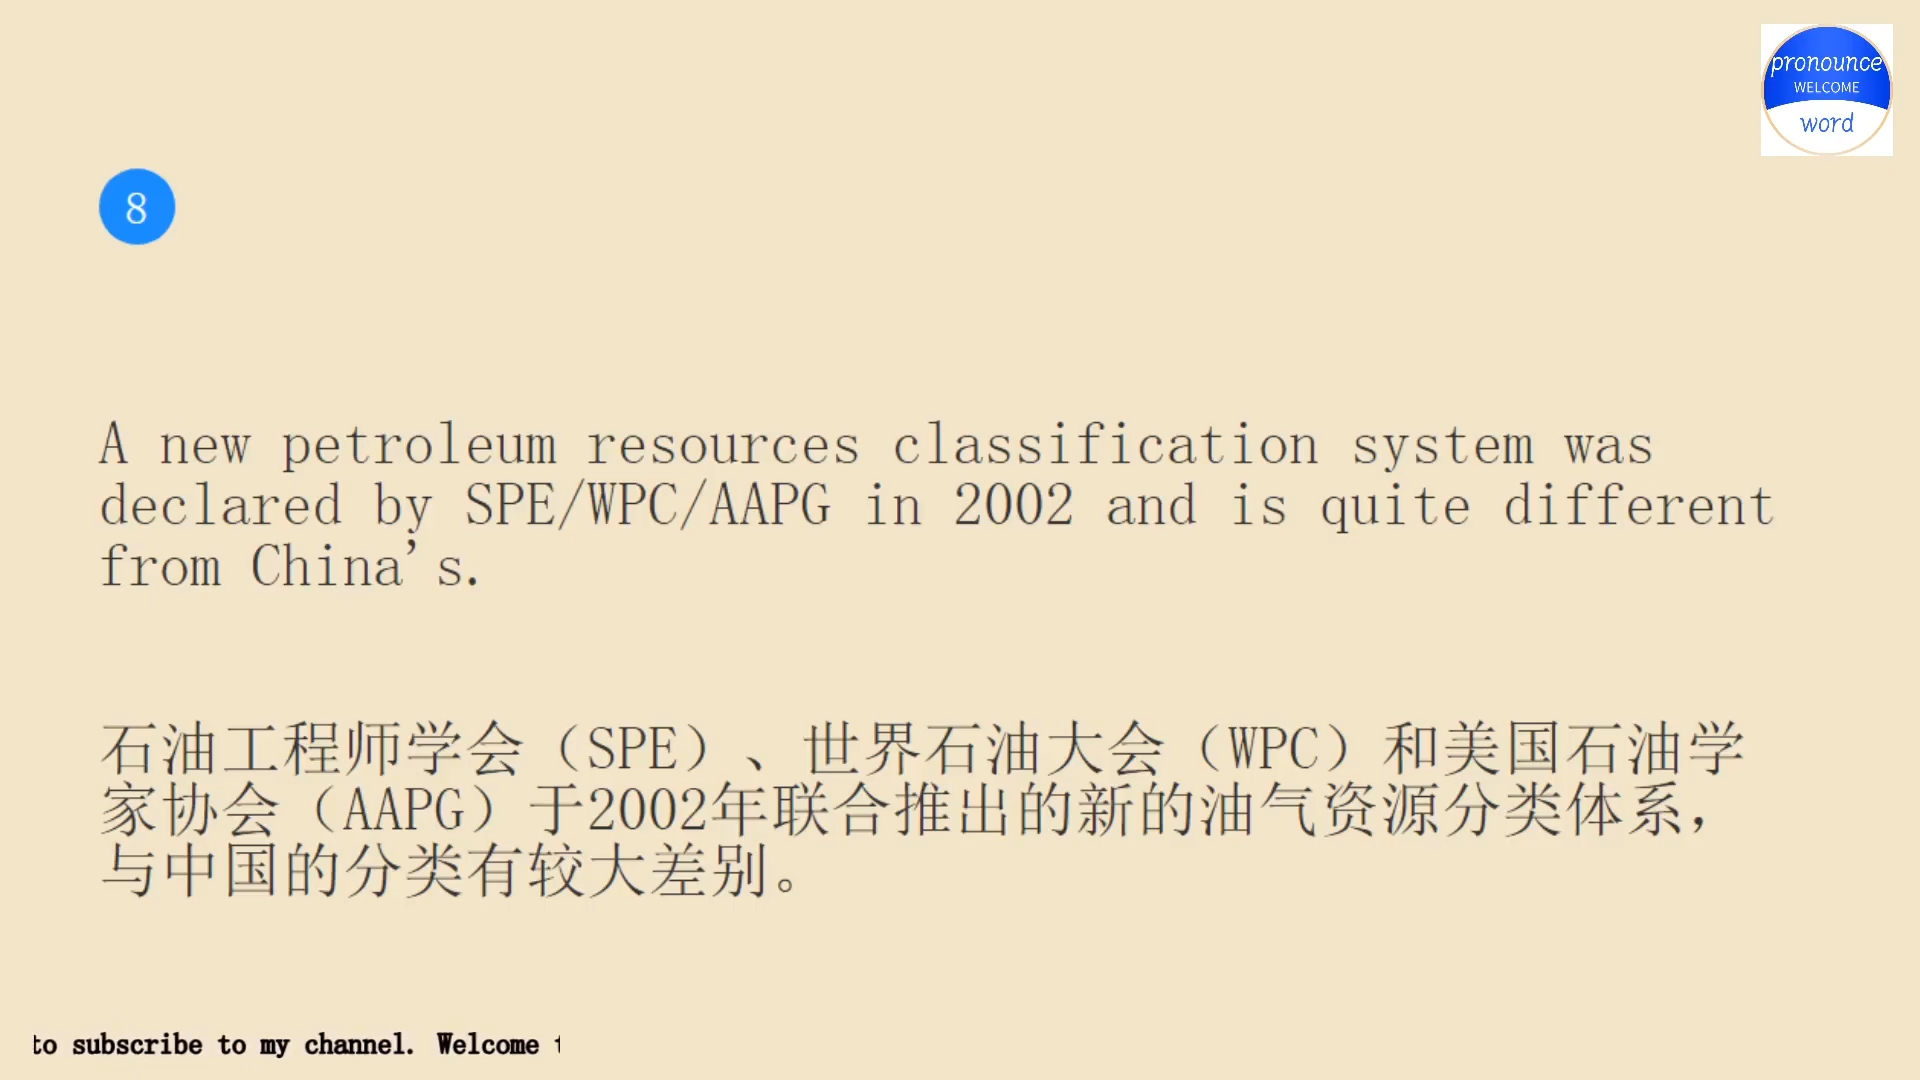 pronounce
WELCOME
word
8
A new petroleum resources classification system was
declared by SPE/WPC/AAPG in 2002 and is quite different
from China's.
石油工程师学会（SPE）、世界石油大会（WPC）和美国石油学
家协会（AAPG）于2002年联合推出的新的油气资源分类体系，
与中国的分类有较大差别。
to subscribe to my channel. Welcome t